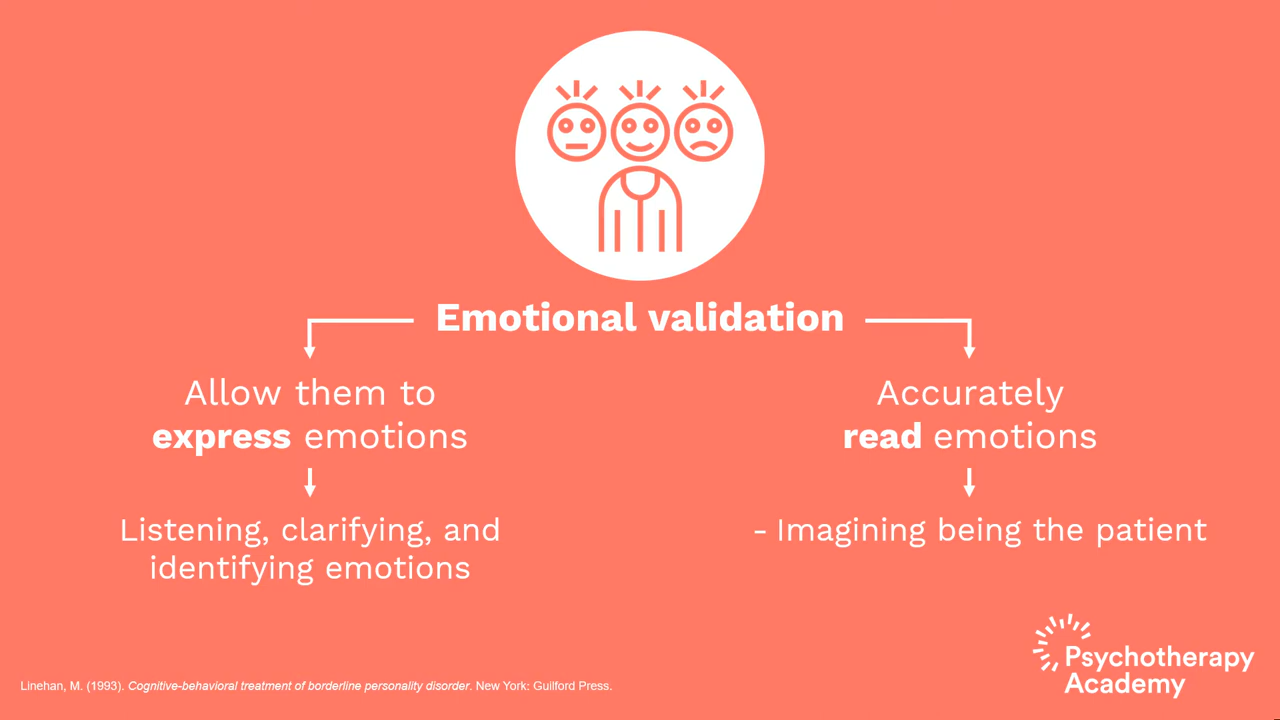 Emotional validation
Allow them to
express emotions
Listening, clarifying, and
identifying emotions
Accurately
read emotions
- Imagining being the patient
Psychotherapy
Academy
Linehan, M. (1993). Cognitive-behavioral treatment of borderline personality disorder. New York: Guilford Press.